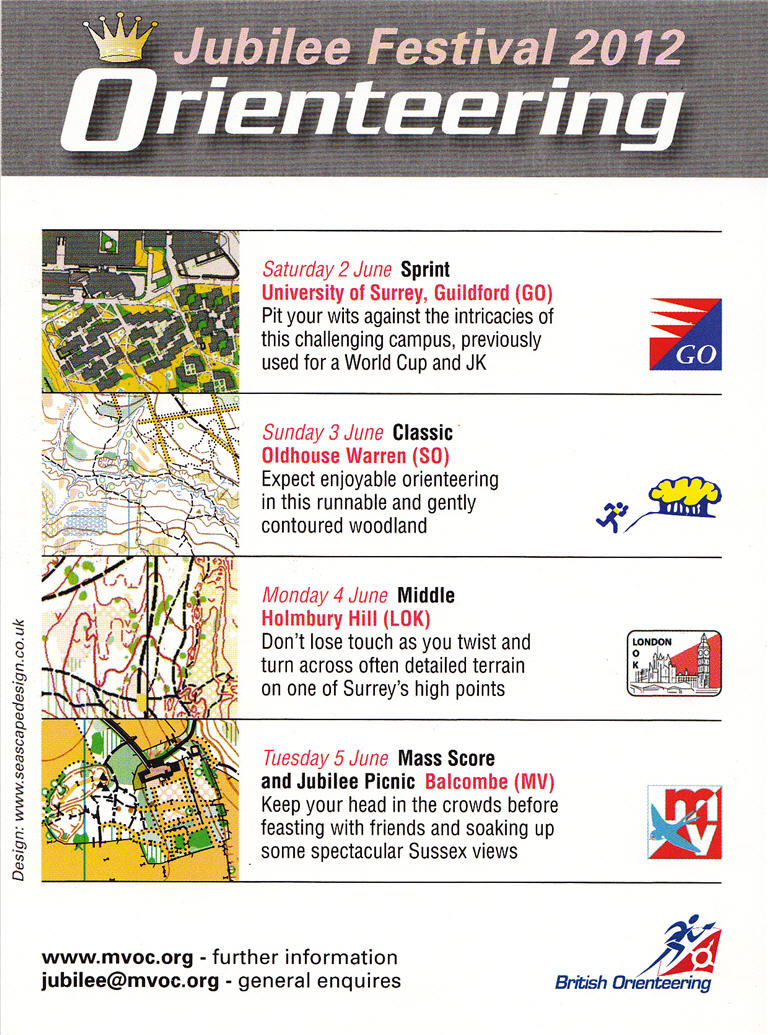 Jubilee Festival 2012
Orienteering
Saturday 2 June Sprint
University of Surrey, Guildford (GO)
Pit your wits against the intricacies of
this challenging campus, previously
used for a World Cup and JK
GO
Sunday 3 June Classic
Oldhouse Warren (SO)
Expect enjoyable orienteering
in this runnable and gently
contoured woodland
Monday 4 June Middle
Holmbury Hill (LOK)
Don't lose touch as you twist and
turn across often detailed terrain
on one of Surrey's high points
LONDON
O
K
Tuesday 5 June Mass Score
and Jubilee Picnic Balcombe (MV)
Keep your head in the crowds before
feasting with friends and soaking up
some spectacular Sussex views
mv
Design: www.seascapedesign.co.uk
www.mvoc.org - further information
jubilee@mvoc.org - general enquires
British Orienteering